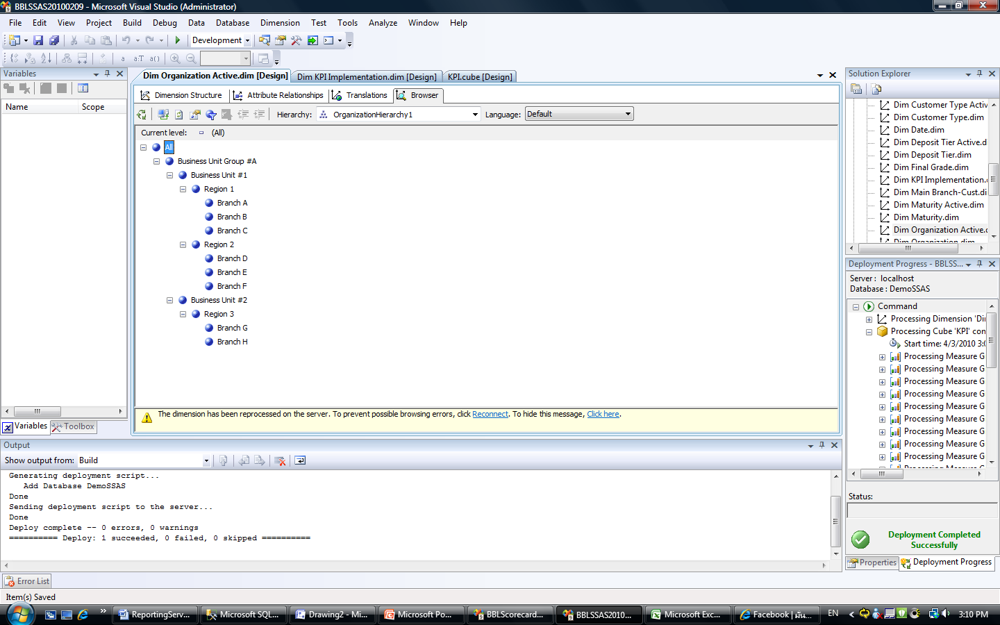 BBLSSAS20100209 - Microsoft Visual Studio (Administrator)
File Edit View Project Build Debug Data Database Dimension Test Tools Analyze Window Help
Development
Variables
Name Scope
Variables Toolbox
Dim Organization Active.dim [Design] Dim KPI Implementation.dim [Design] KPI.cube [Design]
Dimension Structure Attribute Relationships Translations Browser
Hierarchy: OrganizationHierarchy1 Language: Default
Current level: (All)
All
Business Unit Group #A
Business Unit #1
Region 1
Branch A
Branch B
Branch C
Region 2
Branch D
Branch E
Branch F
Business Unit #2
Region 3
Branch G
Branch H
The dimension has been reprocessed on the server. To prevent possible browsing errors, click Reconnect. To hide this message, Click here.
Solution Explorer
Dim Customer Type Activ
Dim Customer Type.dim
Dim Date.dim
Dim Deposit Tier Active.d
Dim Deposit Tier.dim
Dim Final Grade.dim
Dim KPI Implementation.
Dim Main Branch-Cust.di
Dim Maturity Active.dim
Dim Maturity.dim
Dim Organization Active.
Dim Organization.dim
Deployment Progress - BBLSS...
Server : localhost
Database : DemoSSAS
Command
Processing Dimension 'Di
Processing Cube 'KPI' con
Start time: 4/3/2010 3:0
Processing Measure G
Processing Measure G
Processing Measure G
Processing Measure G
Processing Measure G
Processing Measure G
Processing Measure G
Processing Measure G
Processing Measure G
Processing Measure G
Status:
Deployment Completed
Successfully
Properties Deployment Progress
Output
Show output from: Build
Generating deployment script...
Add Database DemoSSAS
Done
Sending deployment script to the server...
Done
Deploy complete -- 0 errors, 0 warnings
========== Deploy: 1 succeeded, 0 failed, 0 skipped ==========
Error List
Item(s) Saved
ReportingServ... Microsoft SQL... Drawing2 - Mi... Microsoft Po... BBLScorecard... BBLSSAS2010... Microsoft Exc... Facebook | EN 3:10 PM